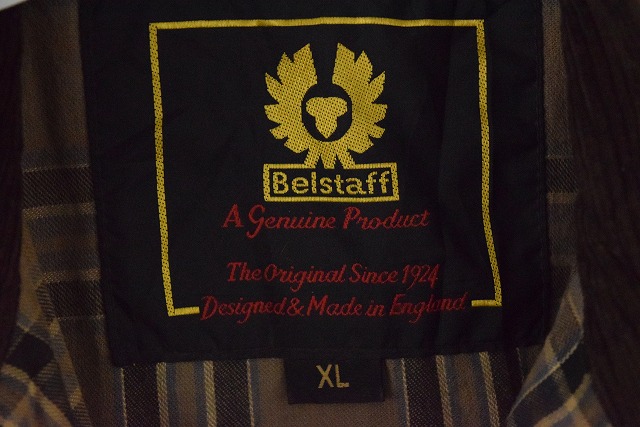 Belstaff
A Genuine Product
The Original Since 1924
Designed & Made in England
XL